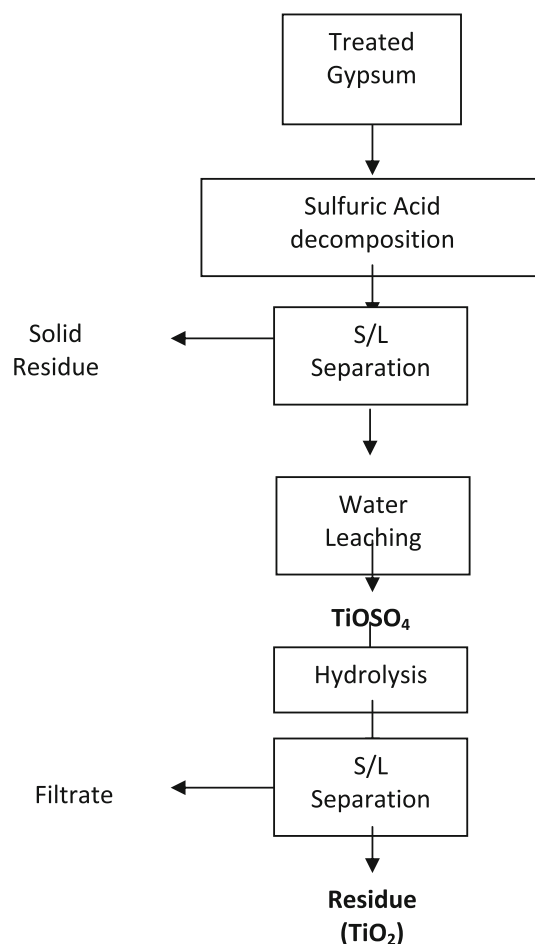 Treated
Gypsum
Sulfuric Acid
decomposition
Solid
Residue
S/L
Separation
Water
Leaching
TiOSO₄
Hydrolysis
S/L
Separation
Filtrate
Residue
(TiO₂)